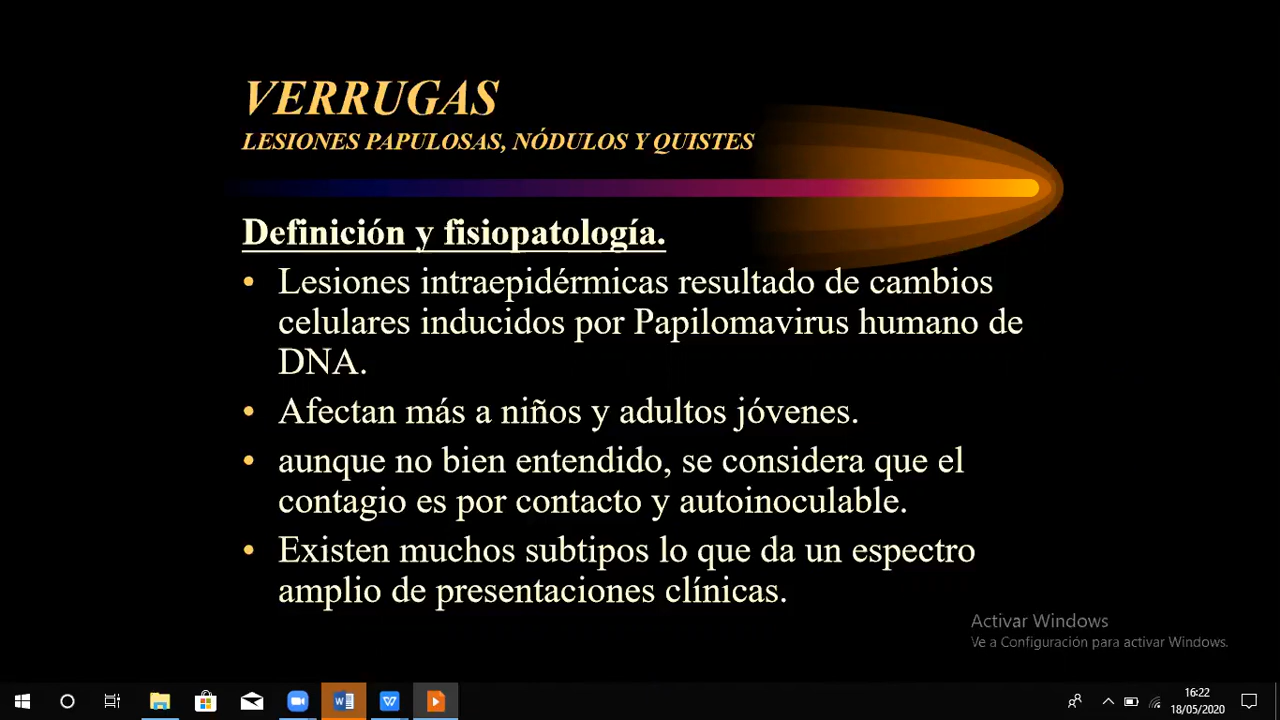 VERRUGAS
LESIONES PAPULOSAS, NÓDULOS Y QUISTES
Definición y fisiopatología.
• Lesiones intraepidérmicas resultado de cambios
celulares inducidos por Papilomavirus humano de
DNA.
• Afectan más a niños y adultos jóvenes.
• aunque no bien entendido, se considera que el
contagio es por contacto y autoinoculable.
• Existen muchos subtipos lo que da un espectro
amplio de presentaciones clínicas.
Activar Windows
Ve a Configuración para activar Windows.
16:22
18/05/2020